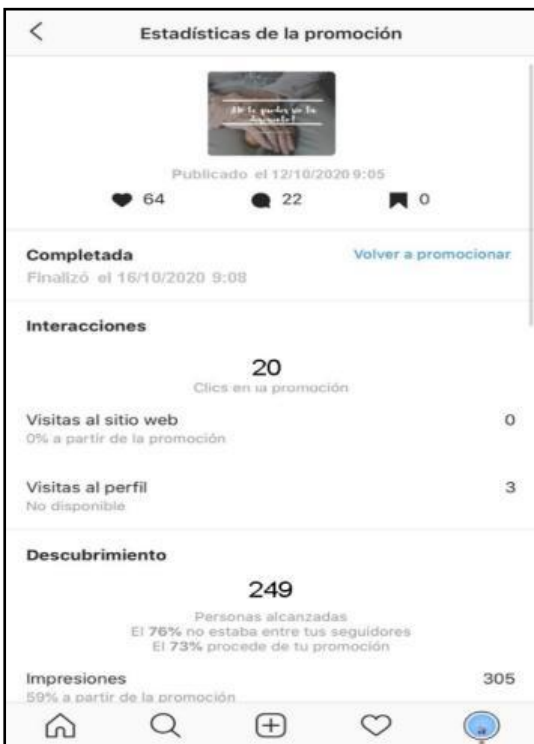 Estadísticas de la promoción
Publicado el 12/10/2020 9:05
64 22 0
Completada Volver a promocionar
Finalizó el 16/10/2020 9:08
Interacciones
20
Clics en la promoción
Visitas al sitio web 0
0% a partir de la promoción
Visitas al perfil 3
No disponible
Descubrimiento
249
Personas alcanzadas
El 76% no estaba entre tus seguidores
El 73% procede de tu promoción
Impresiones 305
59% a partir de la promoción